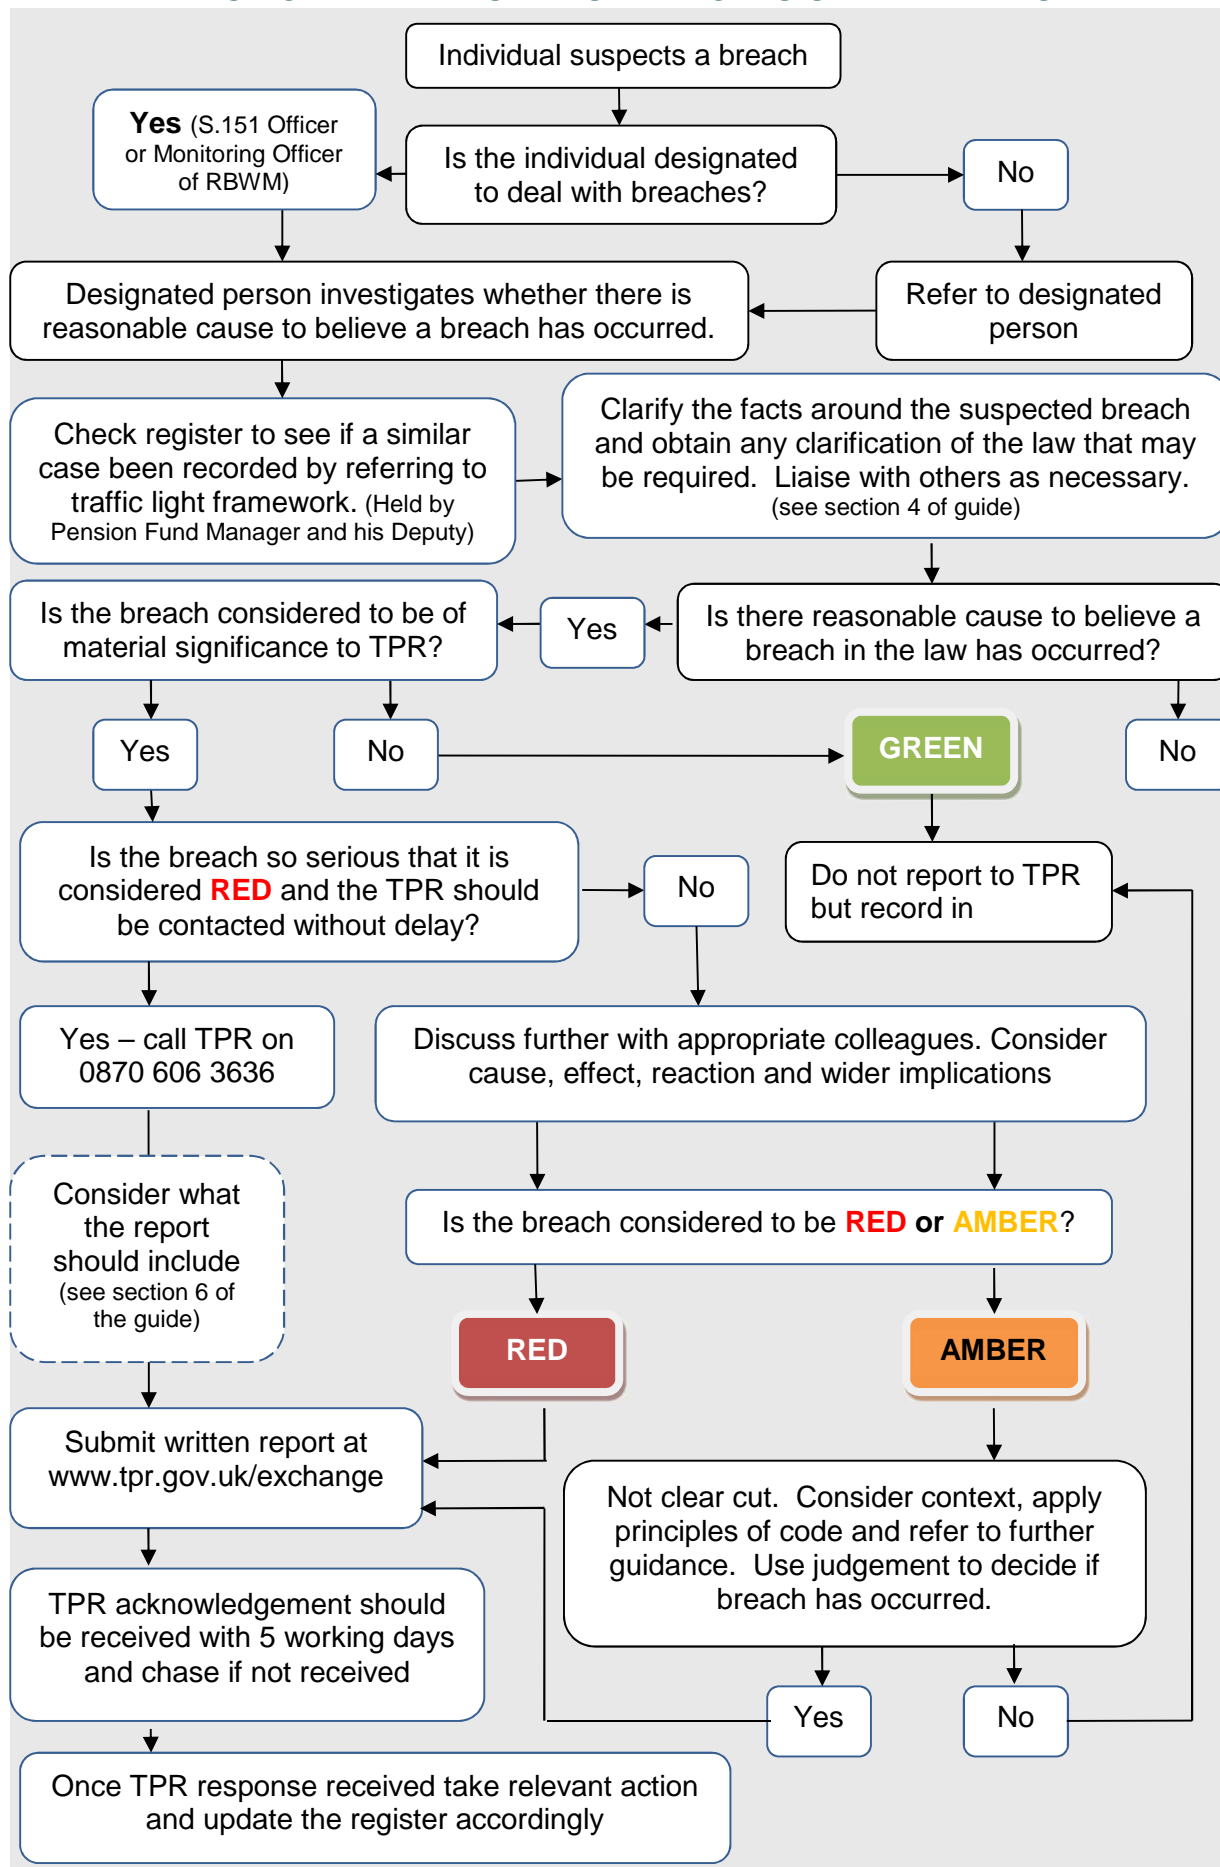 Individual suspects a breach
Yes (S.151 Officer
or Monitoring Officer
of RBWM)
Is the individual designated
to deal with breaches?
No
Designated person investigates whether there is
reasonable cause to believe a breach has occurred.
Refer to designated
person
Check register to see if a similar
case been recorded by referring to
traffic light framework. (Held by
Pension Fund Manager and his Deputy)
Clarify the facts around the suspected breach
and obtain any clarification of the law that may
be required. Liaise with others as necessary.
(see section 4 of guide)
Is the breach considered to be of
material significance to TPR?
Yes
Is there reasonable cause to believe a
breach in the law has occurred?
Yes
No
GREEN
No
Is the breach so serious that it is
considered RED and the TPR should
be contacted without delay?
No
Do not report to TPR
but record in
Yes – call TPR on
0870 606 3636
Discuss further with appropriate colleagues. Consider
cause, effect, reaction and wider implications
Consider what
the report
should include
(see section 6 of
the guide)
Is the breach considered to be RED or AMBER?
RED
AMBER
Submit written report at
www.tpr.gov.uk/exchange
Not clear cut. Consider context, apply
principles of code and refer to further
guidance. Use judgement to decide if
breach has occurred.
TPR acknowledgement should
be received with 5 working days
and chase if not received
Yes
No
Once TPR response received take relevant action
and update the register accordingly